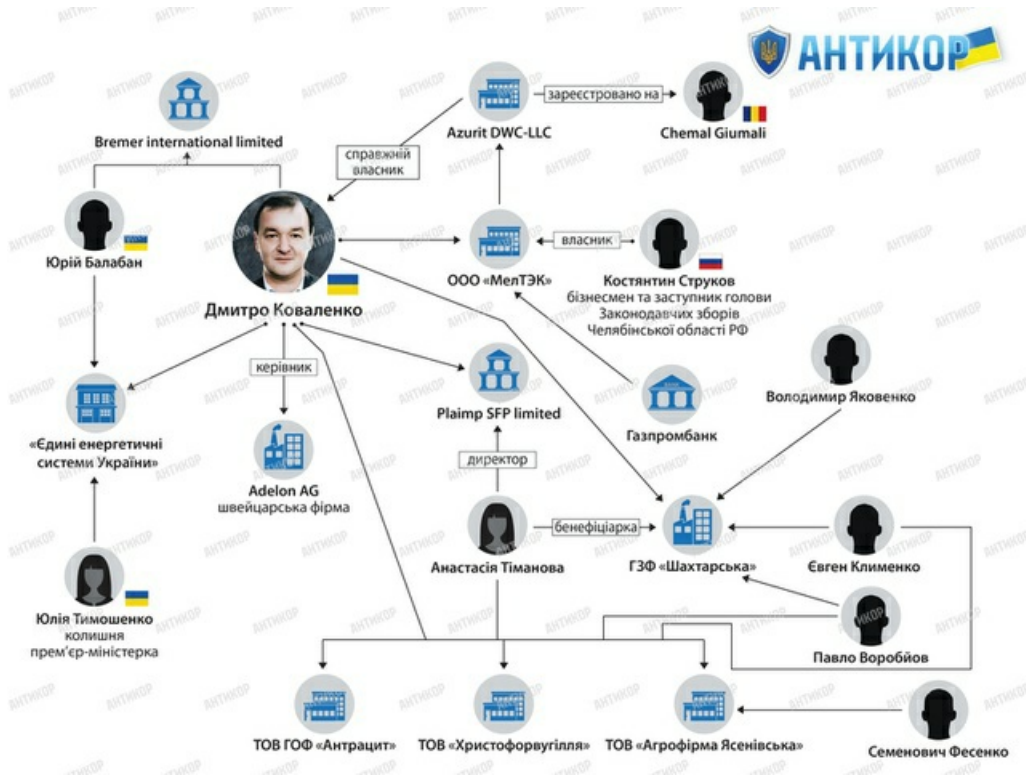 АНТИКОР
Bremer international limited
Azurit DWC-LLC
зареєстровано на
Chemal Giumali
справжній
власник
Юрій Балабан
Дмитро Коваленко
ООО «МелТЭК»
власник
Костянтин Струков
бізнесмен та заступник голови
Законодавчих зборів
Челябінської області РФ
керівник
Plaimp SFP limited
Газпромбанк
Володимир Яковенко
«Єдині енергетичні
системи України»
Adelon AG
швейцарська фірма
директор
Анастасія Тіманова
бенефіціарка
ГЗФ «Шахтарська»
Євген Клименко
Юлія Тимошенко
колишня
прем’єр-міністерка
Павло Воробйов
ТОВ ГОФ «Антрацит»
ТОВ «Христофорвугілля»
ТОВ «Агрофірма Ясенівська»
Семенович Фесенко